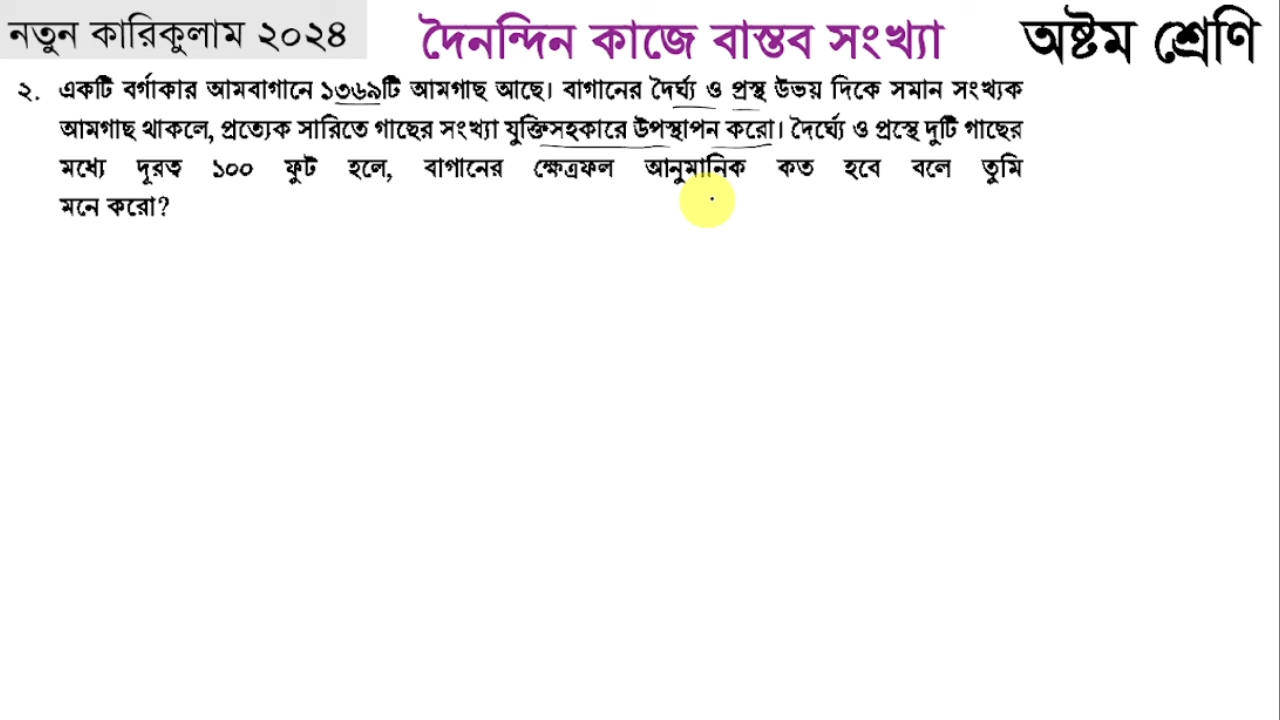 নতুন কারিকুলাম ২০২৪ দৈনন্দিন কাজে বাস্তব সংখ্যা অষ্টম শ্রেণি
২. একটি বর্গাকার আমবাগানে ১৩৬৯টি আমগাছ আছে। বাগানের দৈর্ঘ্য ও প্রস্থ উভয় দিকে সমান সংখ্যক
আমগাছ থাকলে, প্রত্যেক সারিতে গাছের সংখ্যা যুক্তিসহকারে উপস্থাপন করো। দৈর্ঘ্যে ও প্রস্থে দুটি গাছের
মধ্যে দূরত্ব ১০০ ফুট হলে, বাগানের ক্ষেত্রফল আনুমানিক কত হবে বলে তুমি
মনে করো?